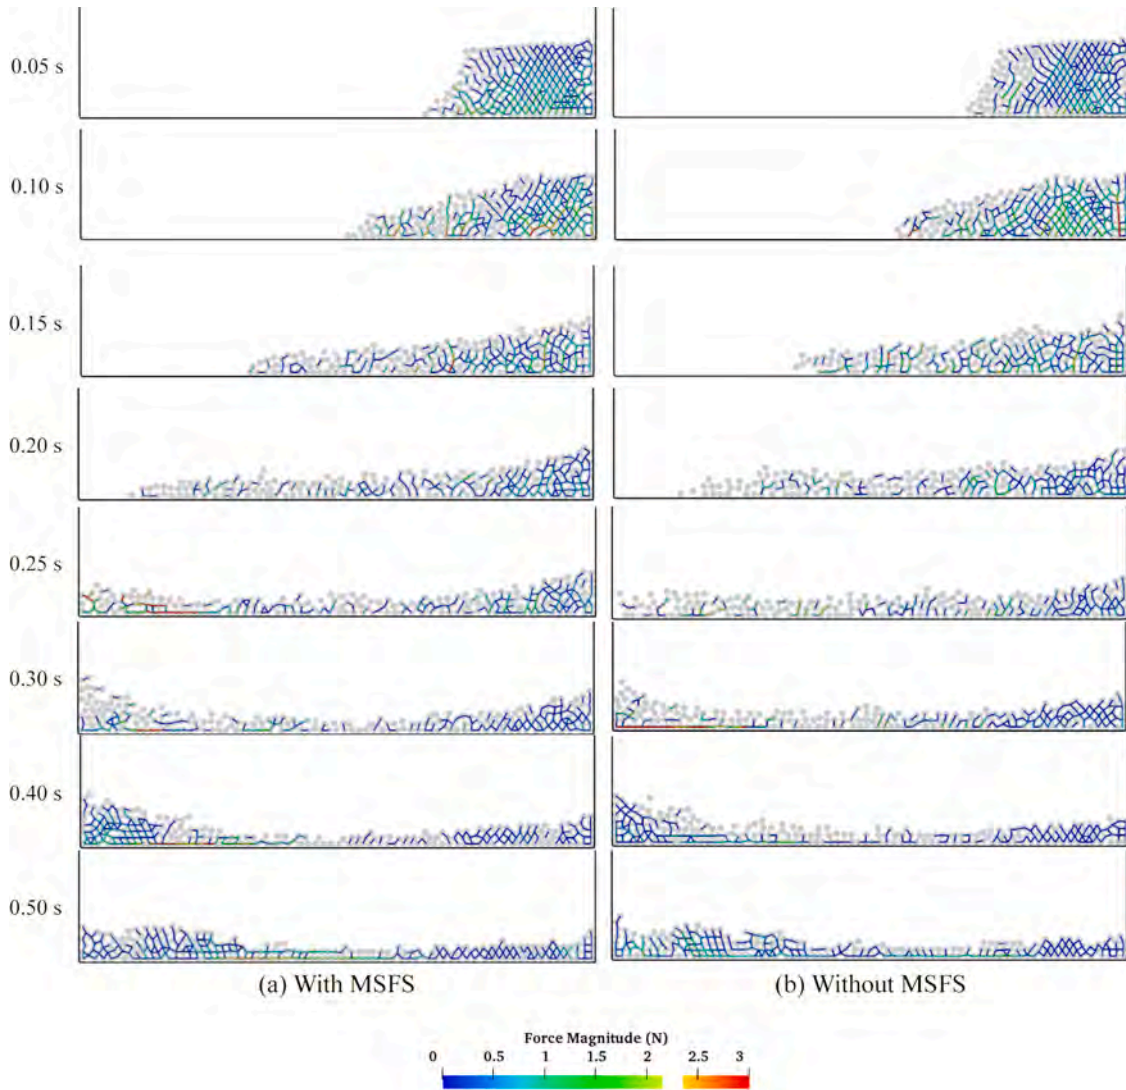 0.05 s
0.10 s
0.15 s
0.20 s
0.25 s
0.30 s
0.40 s
0.50 s
(a) With MSFS
(b) Without MSFS
Force Magnitude (N)
0 0.5 1 1.5 2 2.5 3